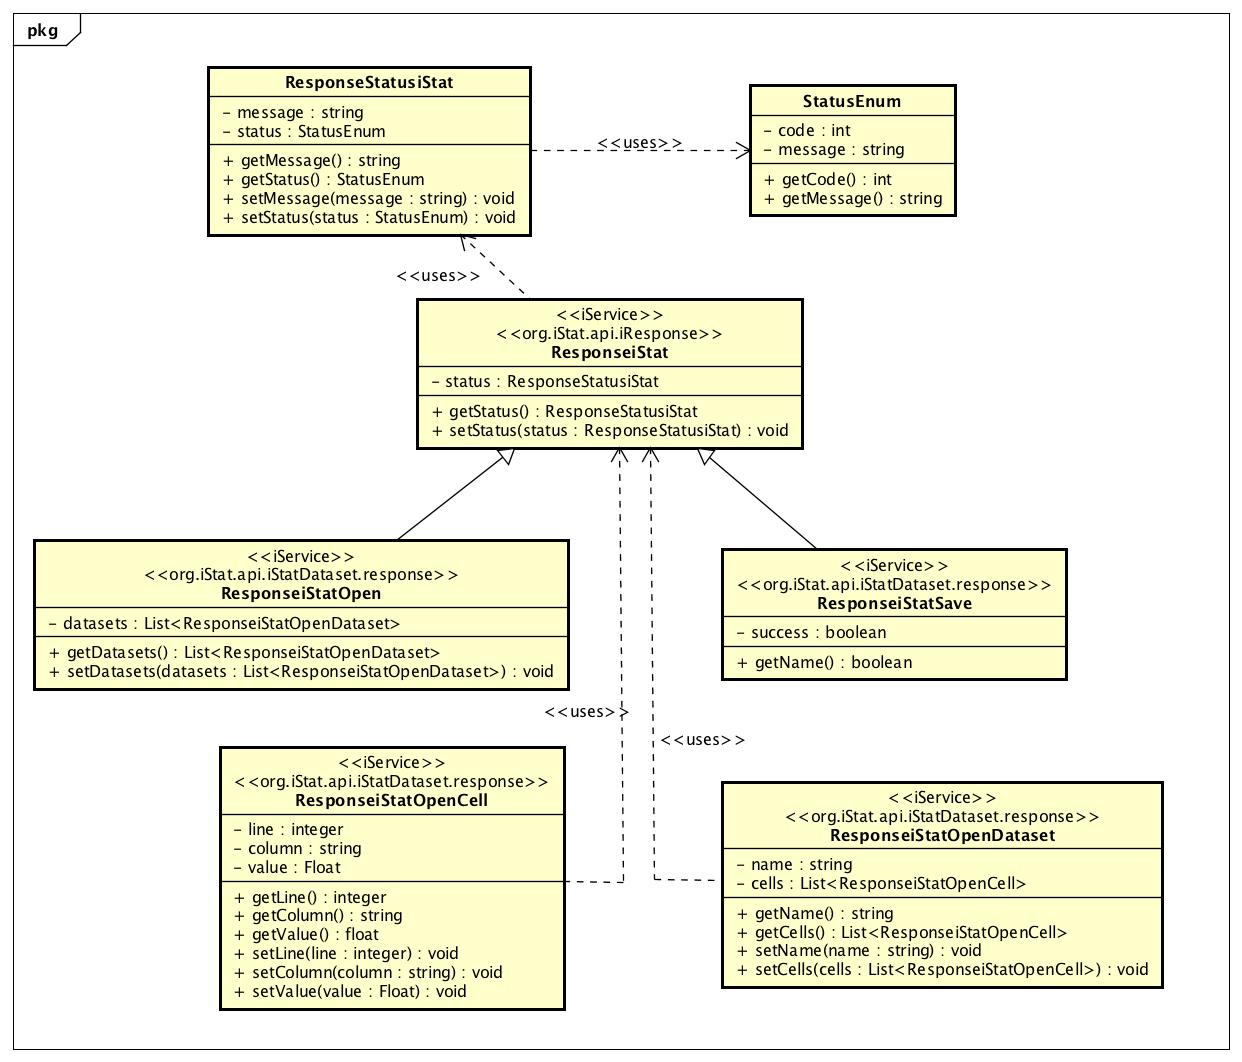 pkg
ResponseStatusiStat
- message : string
- status : StatusEnum
+ getMessage() : string
+ getStatus() : StatusEnum
+ setMessage(message : string) : void
+ setStatus(status : StatusEnum) : void
<<uses>>
StatusEnum
- code : int
- message : string
+ getCode() : int
+ getMessage() : string
<<uses>>
<<iService>>
<<org.iStat.api.iResponse>>
ResponseiStat
- status : ResponseStatusiStat
+ getStatus() : ResponseStatusiStat
+ setStatus(status : ResponseStatusiStat) : void
<<iService>>
<<org.iStat.api.iStatDataset.response>>
ResponseiStatOpen
- datasets : List<ResponseiStatOpenDataset>
+ getDatasets() : List<ResponseiStatOpenDataset>
+ setDatasets(datasets : List<ResponseiStatOpenDataset>) : void
<<iService>>
<<org.iStat.api.iStatDataset.response>>
ResponseiStatSave
- success : boolean
+ getName() : boolean
<<uses>>
<<uses>>
<<iService>>
<<org.iStat.api.iStatDataset.response>>
ResponseiStatOpenCell
- line : integer
- column : string
- value : Float
+ getLine() : integer
+ getColumn() : string
+ getValue() : float
+ setLine(line : integer) : void
+ setColumn(column : string) : void
+ setValue(value : Float) : void
<<iService>>
<<org.iStat.api.iStatDataset.response>>
ResponseiStatOpenDataset
- name : string
- cells : List<ResponseiStatOpenCell>
+ getName() : string
+ getCells() : List<ResponseiStatOpenCell>
+ setName(name : string) : void
+ setCells(cells : List<ResponseiStatOpenCell>) : void